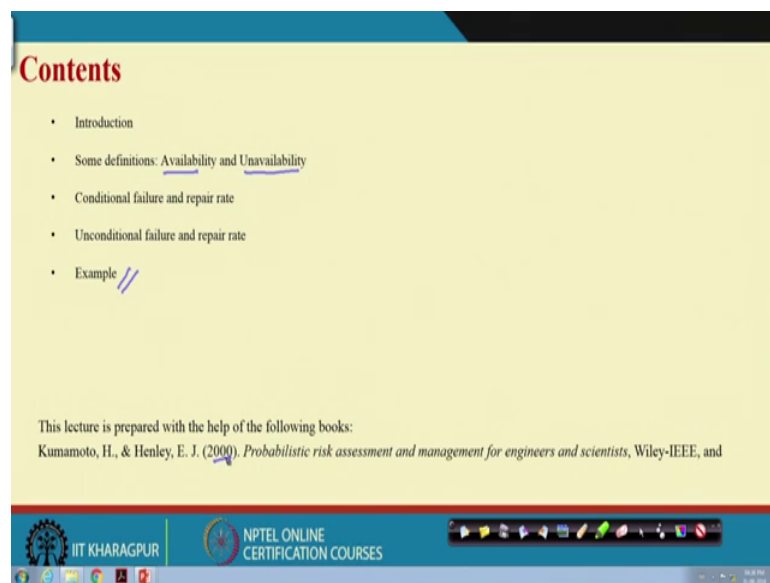 Contents
• Introduction
• Some definitions: Availability and Unavailability
• Conditional failure and repair rate
• Unconditional failure and repair rate
• Example
This lecture is prepared with the help of the following books:
Kumamoto, H., & Henley, E. J. (2000). Probabilistic risk assessment and management for engineers and scientists, Wiley-IEEE, and
IIT KHARAGPUR
NPTEL ONLINE
CERTIFICATION COURSES